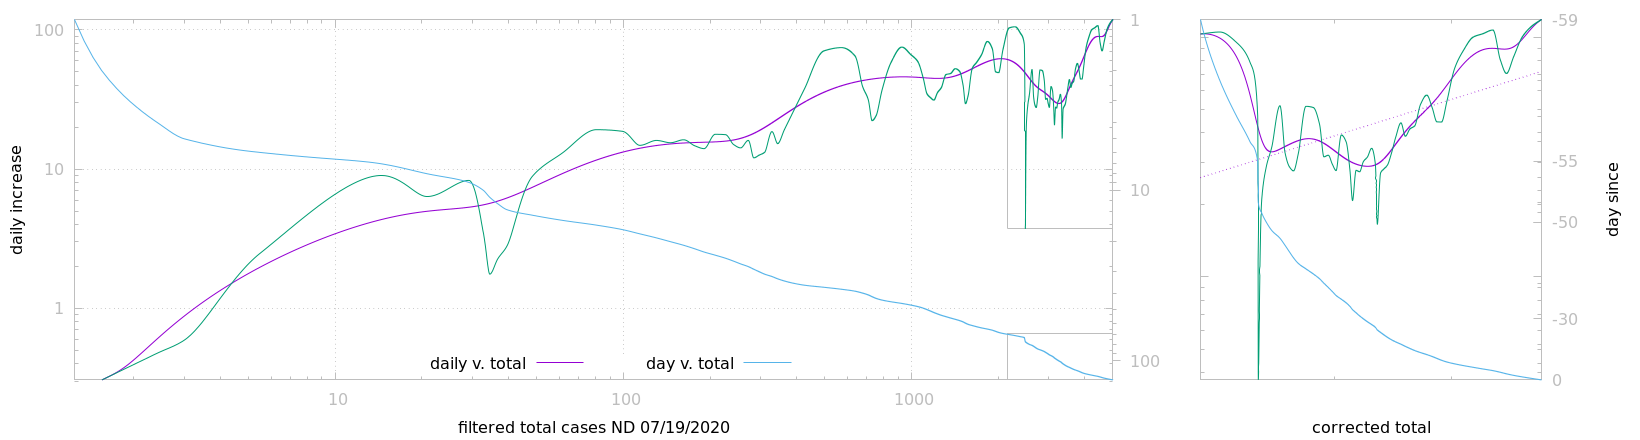 100
10
1
daily increase
10
100
1000
filtered total cases ND 07/19/2020
daily v. total
day v. total
1
10
100
-59
-55
-50
-30
0
day since
corrected total